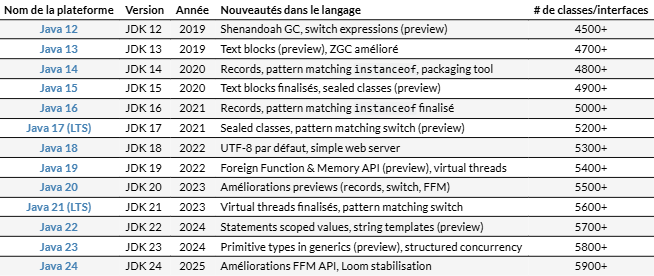 Nom de la plateforme Version Année Nouveautés dans le langage # de classes/interfaces
Java 12 JDK 12 2019 Shenandoah GC, switch expressions (preview) 4500+
Java 13 JDK 13 2019 Text blocks (preview), ZGC amélioré 4700+
Java 14 JDK 14 2020 Records, pattern matching instanceof, packaging tool 4800+
Java 15 JDK 15 2020 Text blocks finalisés, sealed classes (preview) 4900+
Java 16 JDK 16 2021 Records, pattern matching instanceof finalisé 5000+
Java 17 (LTS) JDK 17 2021 Sealed classes, pattern matching switch (preview) 5200+
Java 18 JDK 18 2022 UTF-8 par défaut, simple web server 5300+
Java 19 JDK 19 2022 Foreign Function & Memory API (preview), virtual threads 5400+
Java 20 JDK 20 2023 Améliorations previews (records, switch, FFM) 5500+
Java 21 (LTS) JDK 21 2023 Virtual threads finalisés, pattern matching switch 5600+
Java 22 JDK 22 2024 Statements scoped values, string templates (preview) 5700+
Java 23 JDK 23 2024 Primitive types in generics (preview), structured concurrency 5800+
Java 24 JDK 24 2025 Améliorations FFM API, Loom stabilisation 5900+